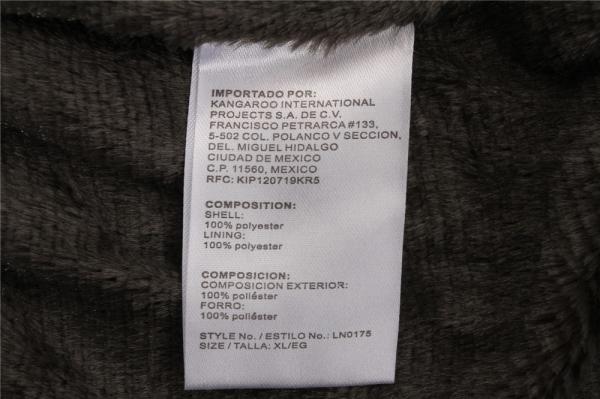 IMPORTADO POR:
KANGAROO INTERNATIONAL
PROJECTS S.A. DE C.V.
FRANCISCO PETRARCA #133,
5-502 COL. POLANCO V SECCION,
DEL. MIGUEL HIDALGO
CIUDAD DE MEXICO
C.P. 11560, MEXICO
RFC: KIP120719KR5
COMPOSITION:
SHELL:
100% polyester
LINING:
100% polyester
COMPOSICION:
COMPOSICION EXTERIOR:
100% poliéster
FORRO:
100% poliéster
STYLE No. / ESTILO No.: LN0175
SIZE / TALLA: XL/EG